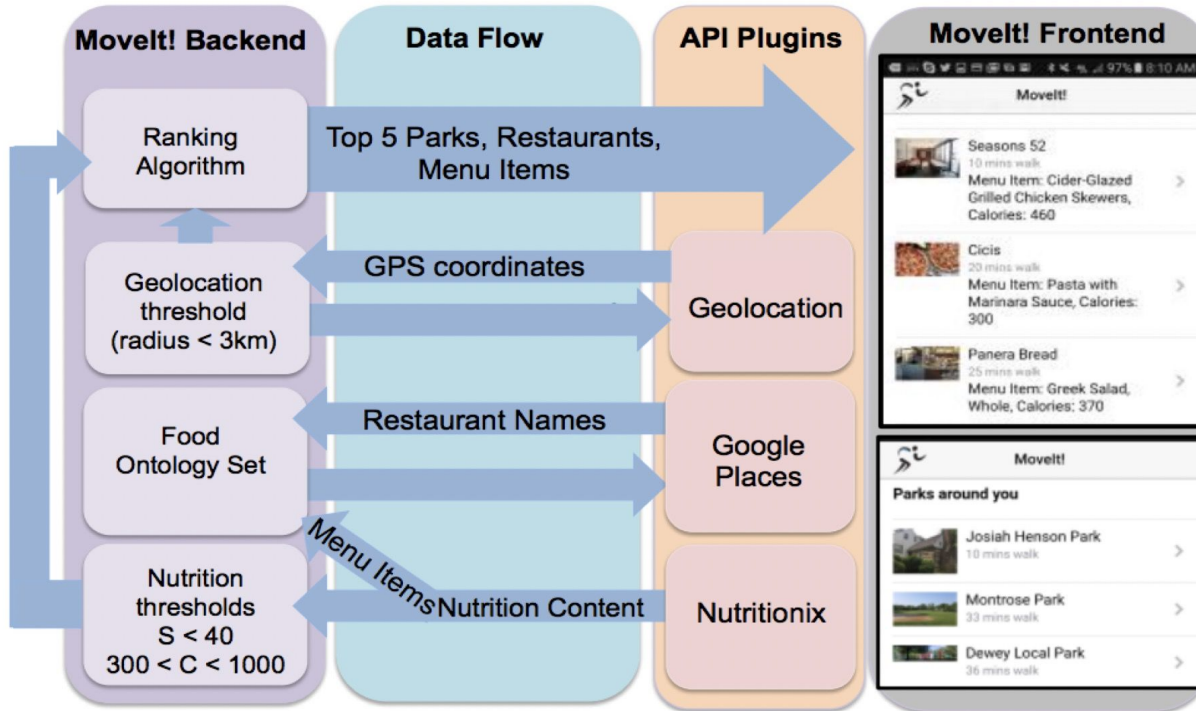 MoveIt! Backend
Data Flow
API Plugins
MoveIt! Frontend
Ranking
Algorithm
Top 5 Parks, Restaurants,
Menu Items
Geolocation
threshold
(radius < 3km)
GPS coordinates
Geolocation
Food
Ontology Set
Restaurant Names
Google
Places
Menu Items
Nutrition
thresholds
S < 40
300 < C < 1000
Nutrition Content
Nutritionix
97% 8:10 AM
MoveIt!
Seasons 52
10 mins walk
Menu Item: Cider-Glazed
Grilled Chicken Skewers,
Calories: 460
Cicis
20 mins walk
Menu Item: Pasta with
Marinara Sauce, Calories:
300
Panera Bread
25 mins walk
Menu Item: Greek Salad,
Whole, Calories: 370
MoveIt!
Parks around you
Josiah Henson Park
10 mins walk
Montrose Park
33 mins walk
Dewey Local Park
36 mins walk